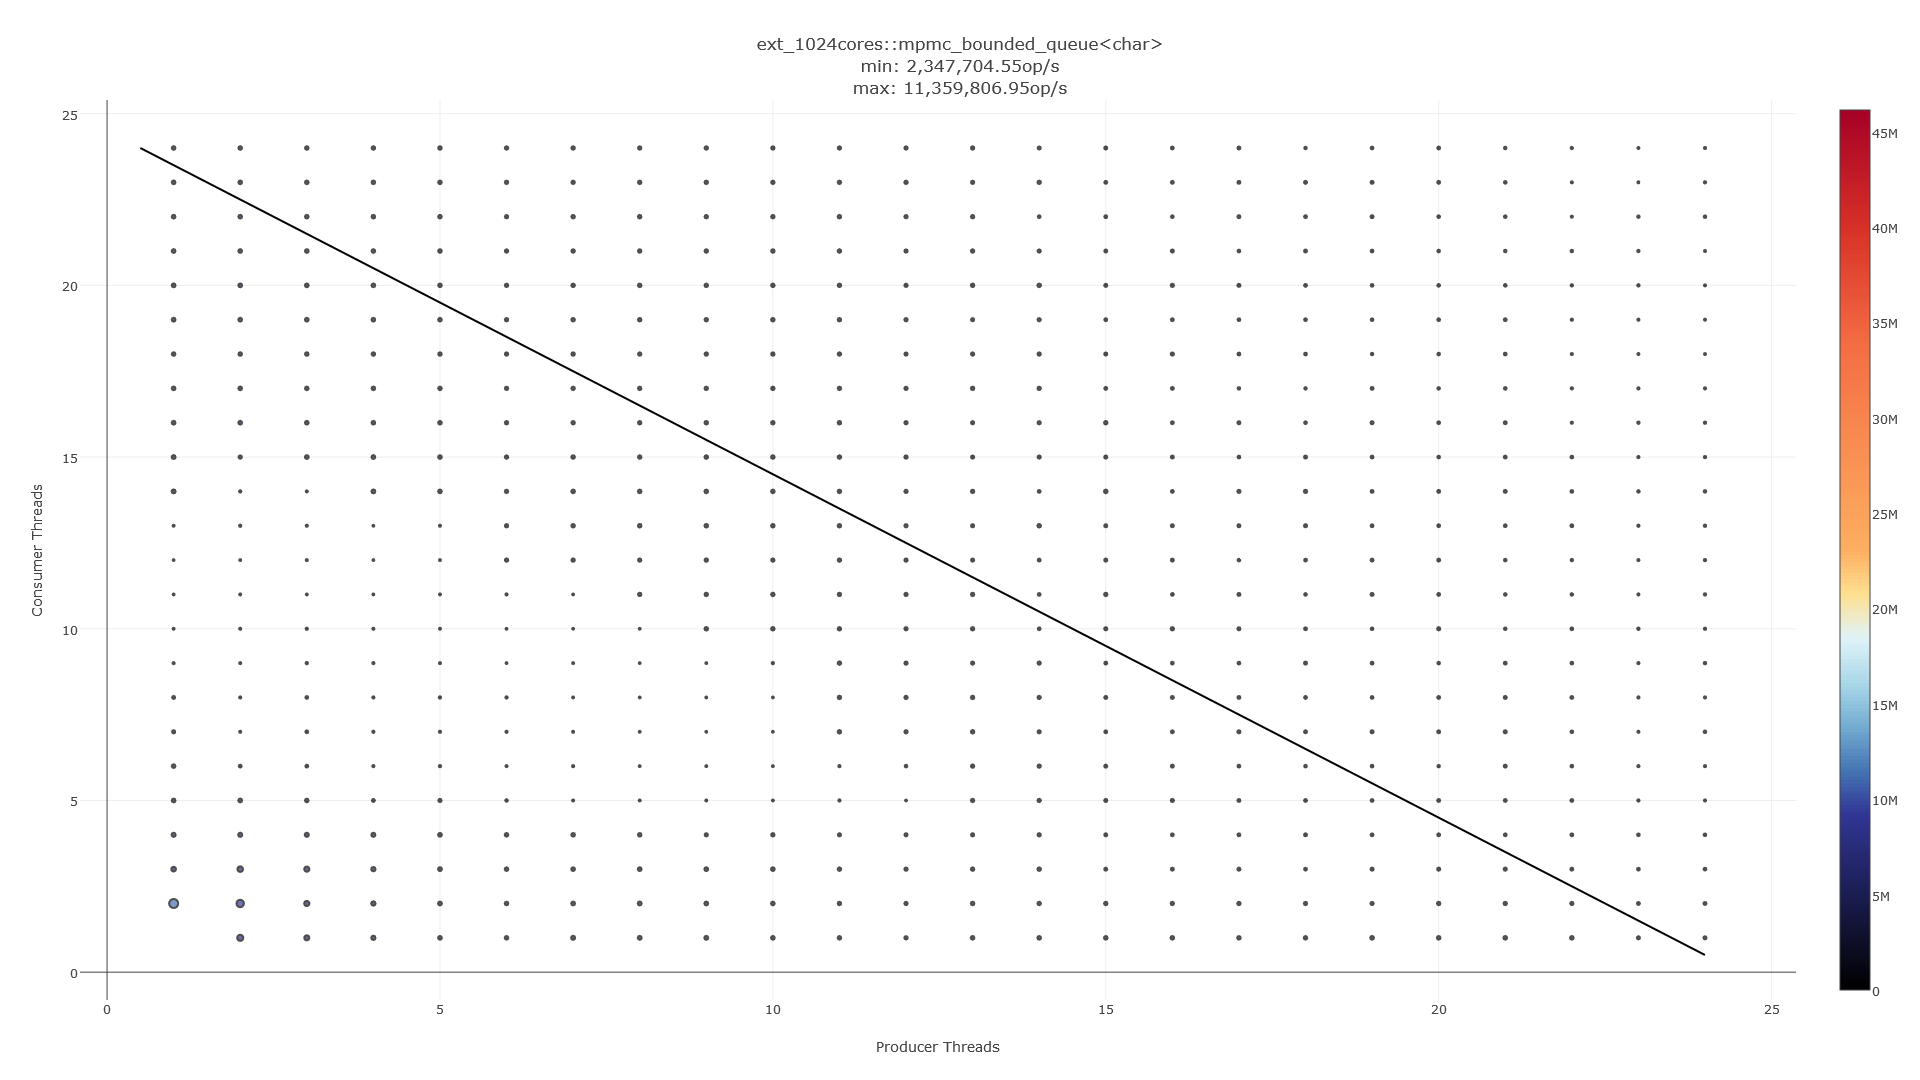 ext_1024cores::mpmc_bounded_queue<char>
min: 2,347,704.55op/s
max: 11,359,806.95op/s
25
20
15
10
5
0
Consumer Threads
0
5
10
15
20
25
Producer Threads
45M
40M
35M
30M
25M
20M
15M
10M
5M
0